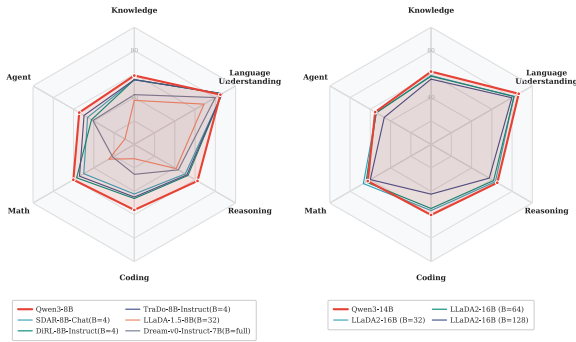 Knowledge
80
Agent
Language
Understanding
Math
Reasoning
Coding
Qwen3-8B
SDAR-8B-Chat(B=4)
DiRL-8B-Instruct(B=4)
TraDo-8B-Instruct(B=4)
LLaDA-1.5-8B(B=32)
Dream-v0-Instruct-7B(B=full)
Knowledge
80
Agent
Language
Understanding
Math
Reasoning
Coding
Qwen3-14B
LLaDA2-16B (B=32)
LLaDA2-16B (B=64)
LLaDA2-16B (B=128)